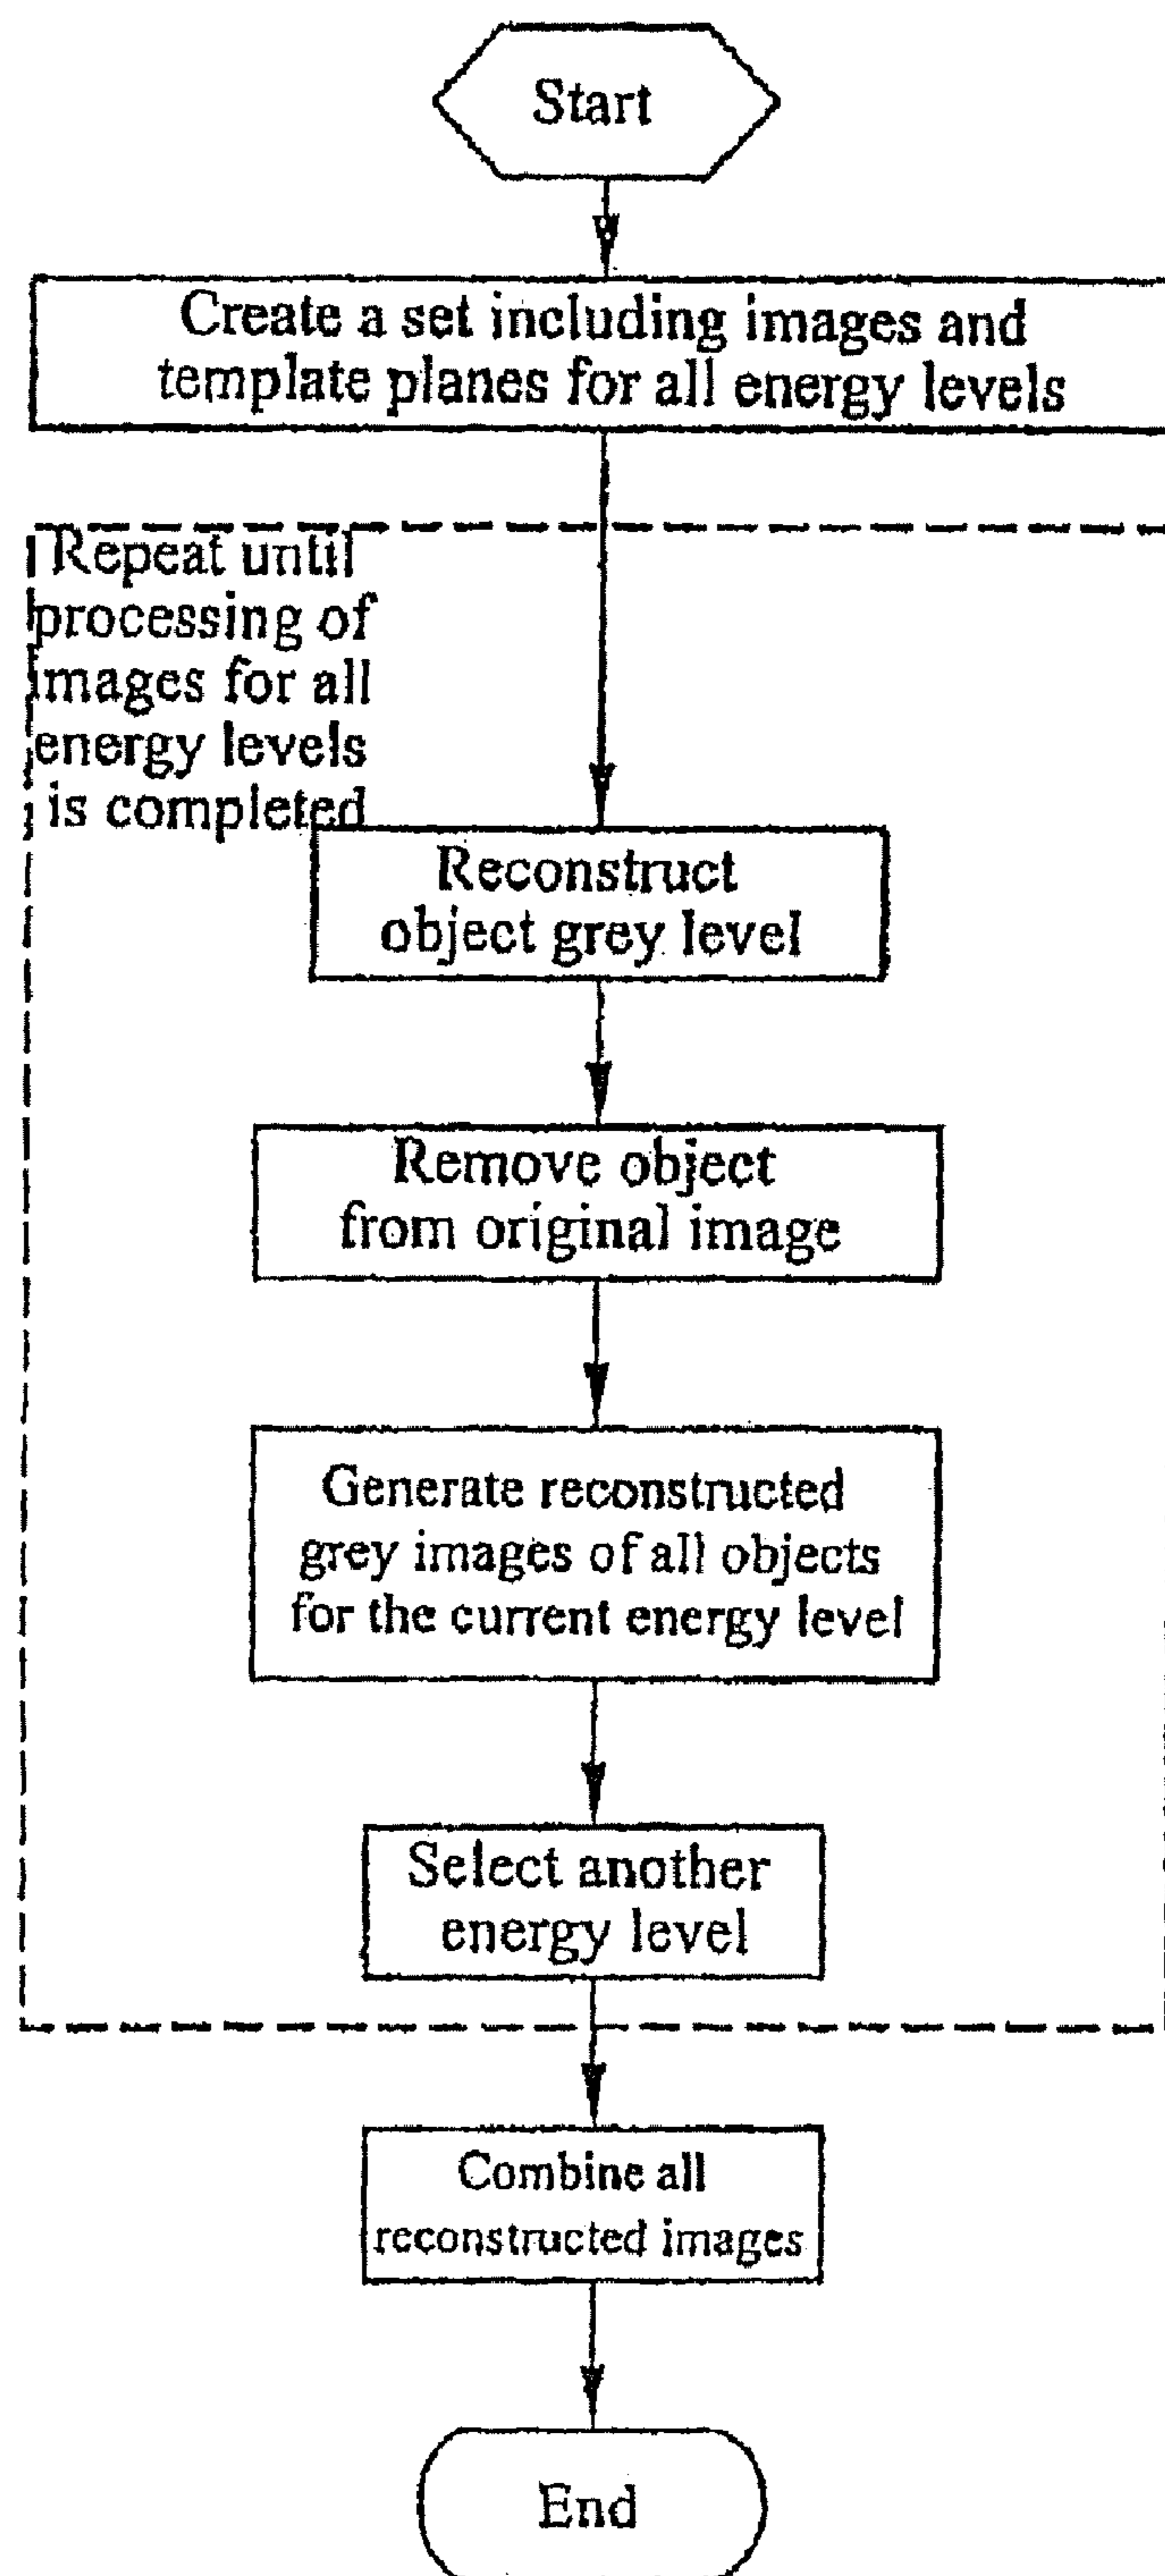 Start
Create a set including images and
template planes for all energy levels
Repeat until
processing of
images for all
energy levels
is completed
Reconstruct
object grey level
Remove object
from original image
Generate reconstructed
grey images of all objects
for the current energy level
Select another
energy level
Combine all
reconstructed images
End